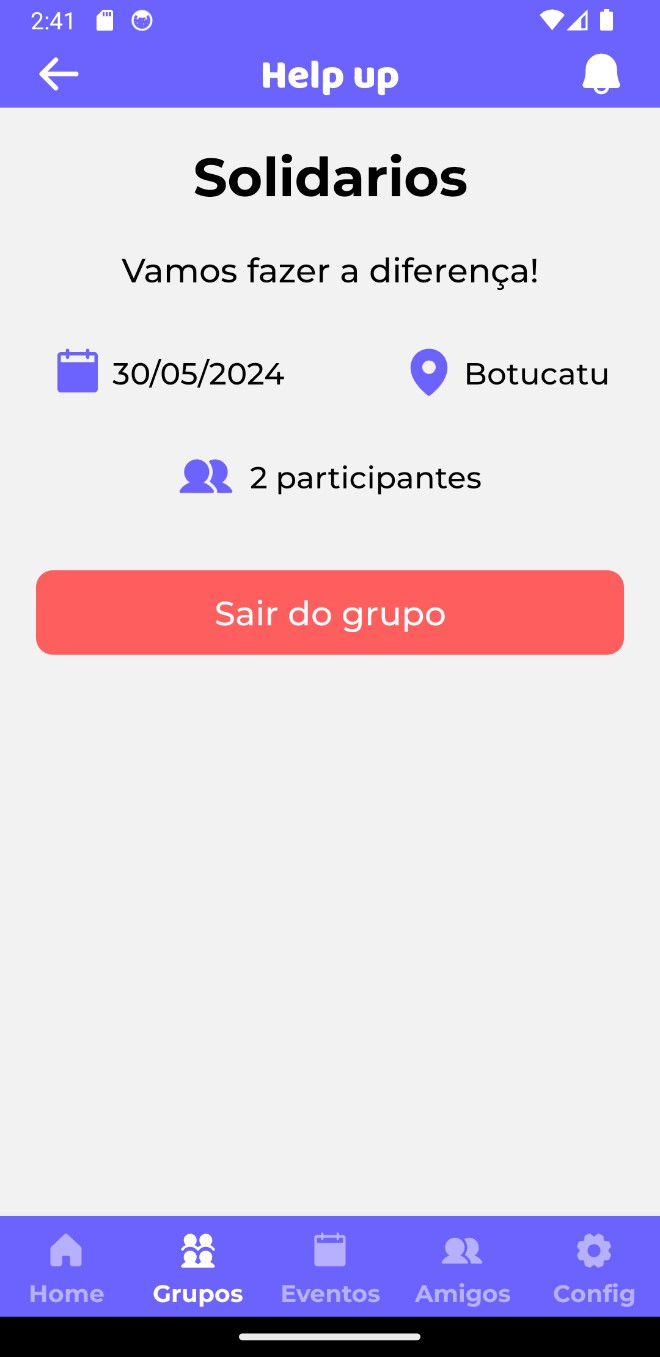 2:41
Help up
Solidarios
Vamos fazer a diferença!
30/05/2024 Botucatu
2 participantes
Sair do grupo
Home Grupos Eventos Amigos Config